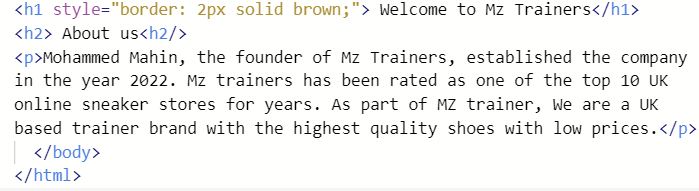 <h1 style="border: 2px solid brown;"> Welcome to Mz Trainers</h1>
<h2> About us<h2/>
<p>Mohammed Mahin, the founder of Mz Trainers, established the company
in the year 2022. Mz trainers has been rated as one of the top 10 UK
online sneaker stores for years. As part of MZ trainer, We are a UK
based trainer brand with the highest quality shoes with low prices.</p>
</body>
</html>